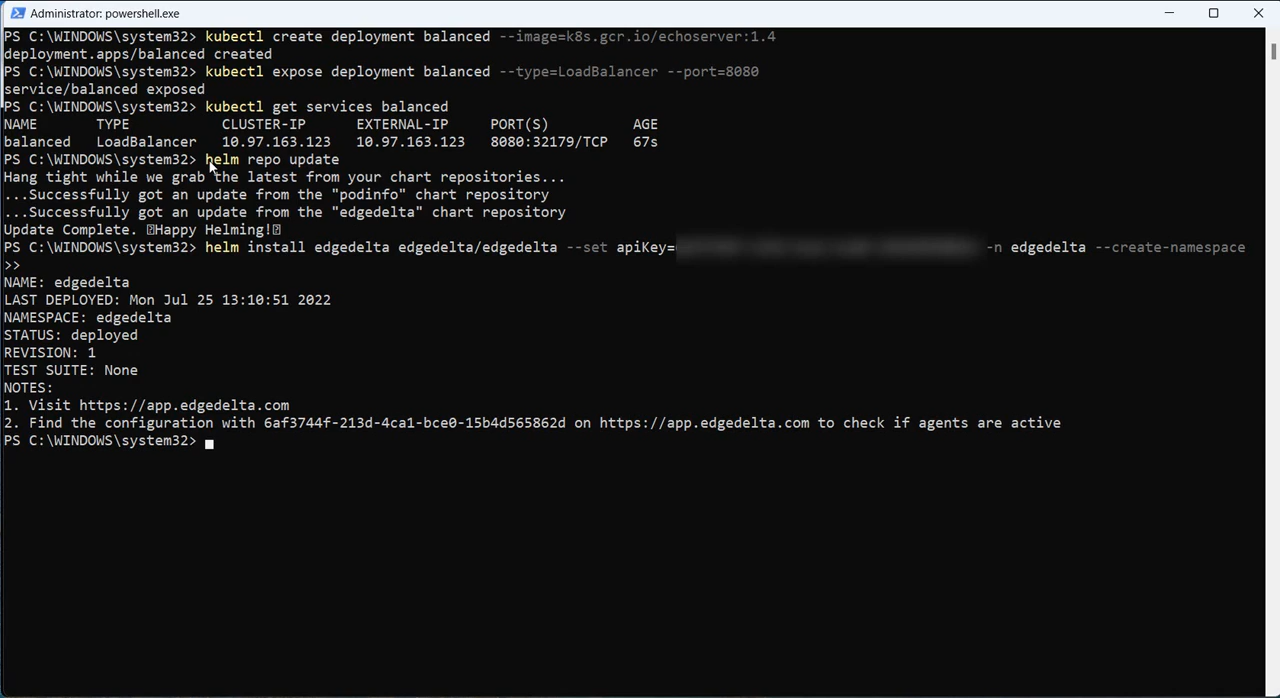 Administrator: powershell.exe
PS C:\WINDOWS\system32> kubectl create deployment balanced --image=k8s.gcr.io/echoserver:1.4
deployment.apps/balanced created
PS C:\WINDOWS\system32> kubectl expose deployment balanced --type=LoadBalancer --port=8080
service/balanced exposed
PS C:\WINDOWS\system32> kubectl get services balanced
NAME       TYPE           CLUSTER-IP      EXTERNAL-IP     PORT(S)          AGE
balanced   LoadBalancer   10.97.163.123   10.97.163.123   8080:32179/TCP   67s
PS C:\WINDOWS\system32> helm repo update
Hang tight while we grab the latest from your chart repositories...
...Successfully got an update from the "podinfo" chart repository
...Successfully got an update from the "edgedelta" chart repository
Update Complete. ⍰Happy Helming!⍰
PS C:\WINDOWS\system32> helm install edgedelta edgedelta/edgedelta --set apiKey= -n edgedelta --create-namespace
>>
NAME: edgedelta
LAST DEPLOYED: Mon Jul 25 13:10:51 2022
NAMESPACE: edgedelta
STATUS: deployed
REVISION: 1
TEST SUITE: None
NOTES:
1. Visit https://app.edgedelta.com
2. Find the configuration with 6af3744f-213d-4ca1-bce0-15b4d565862d on https://app.edgedelta.com to check if agents are active
PS C:\WINDOWS\system32>